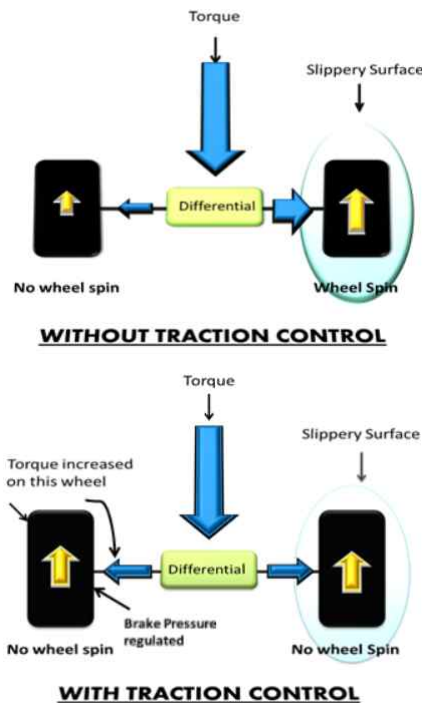 Torque
Slippery Surface
Differential
No wheel spin
Wheel Spin
WITHOUT TRACTION CONTROL
Torque
Slippery Surface
Torque increased
on this wheel
Differential
Brake Pressure
regulated
No wheel spin
No wheel Spin
WITH TRACTION CONTROL